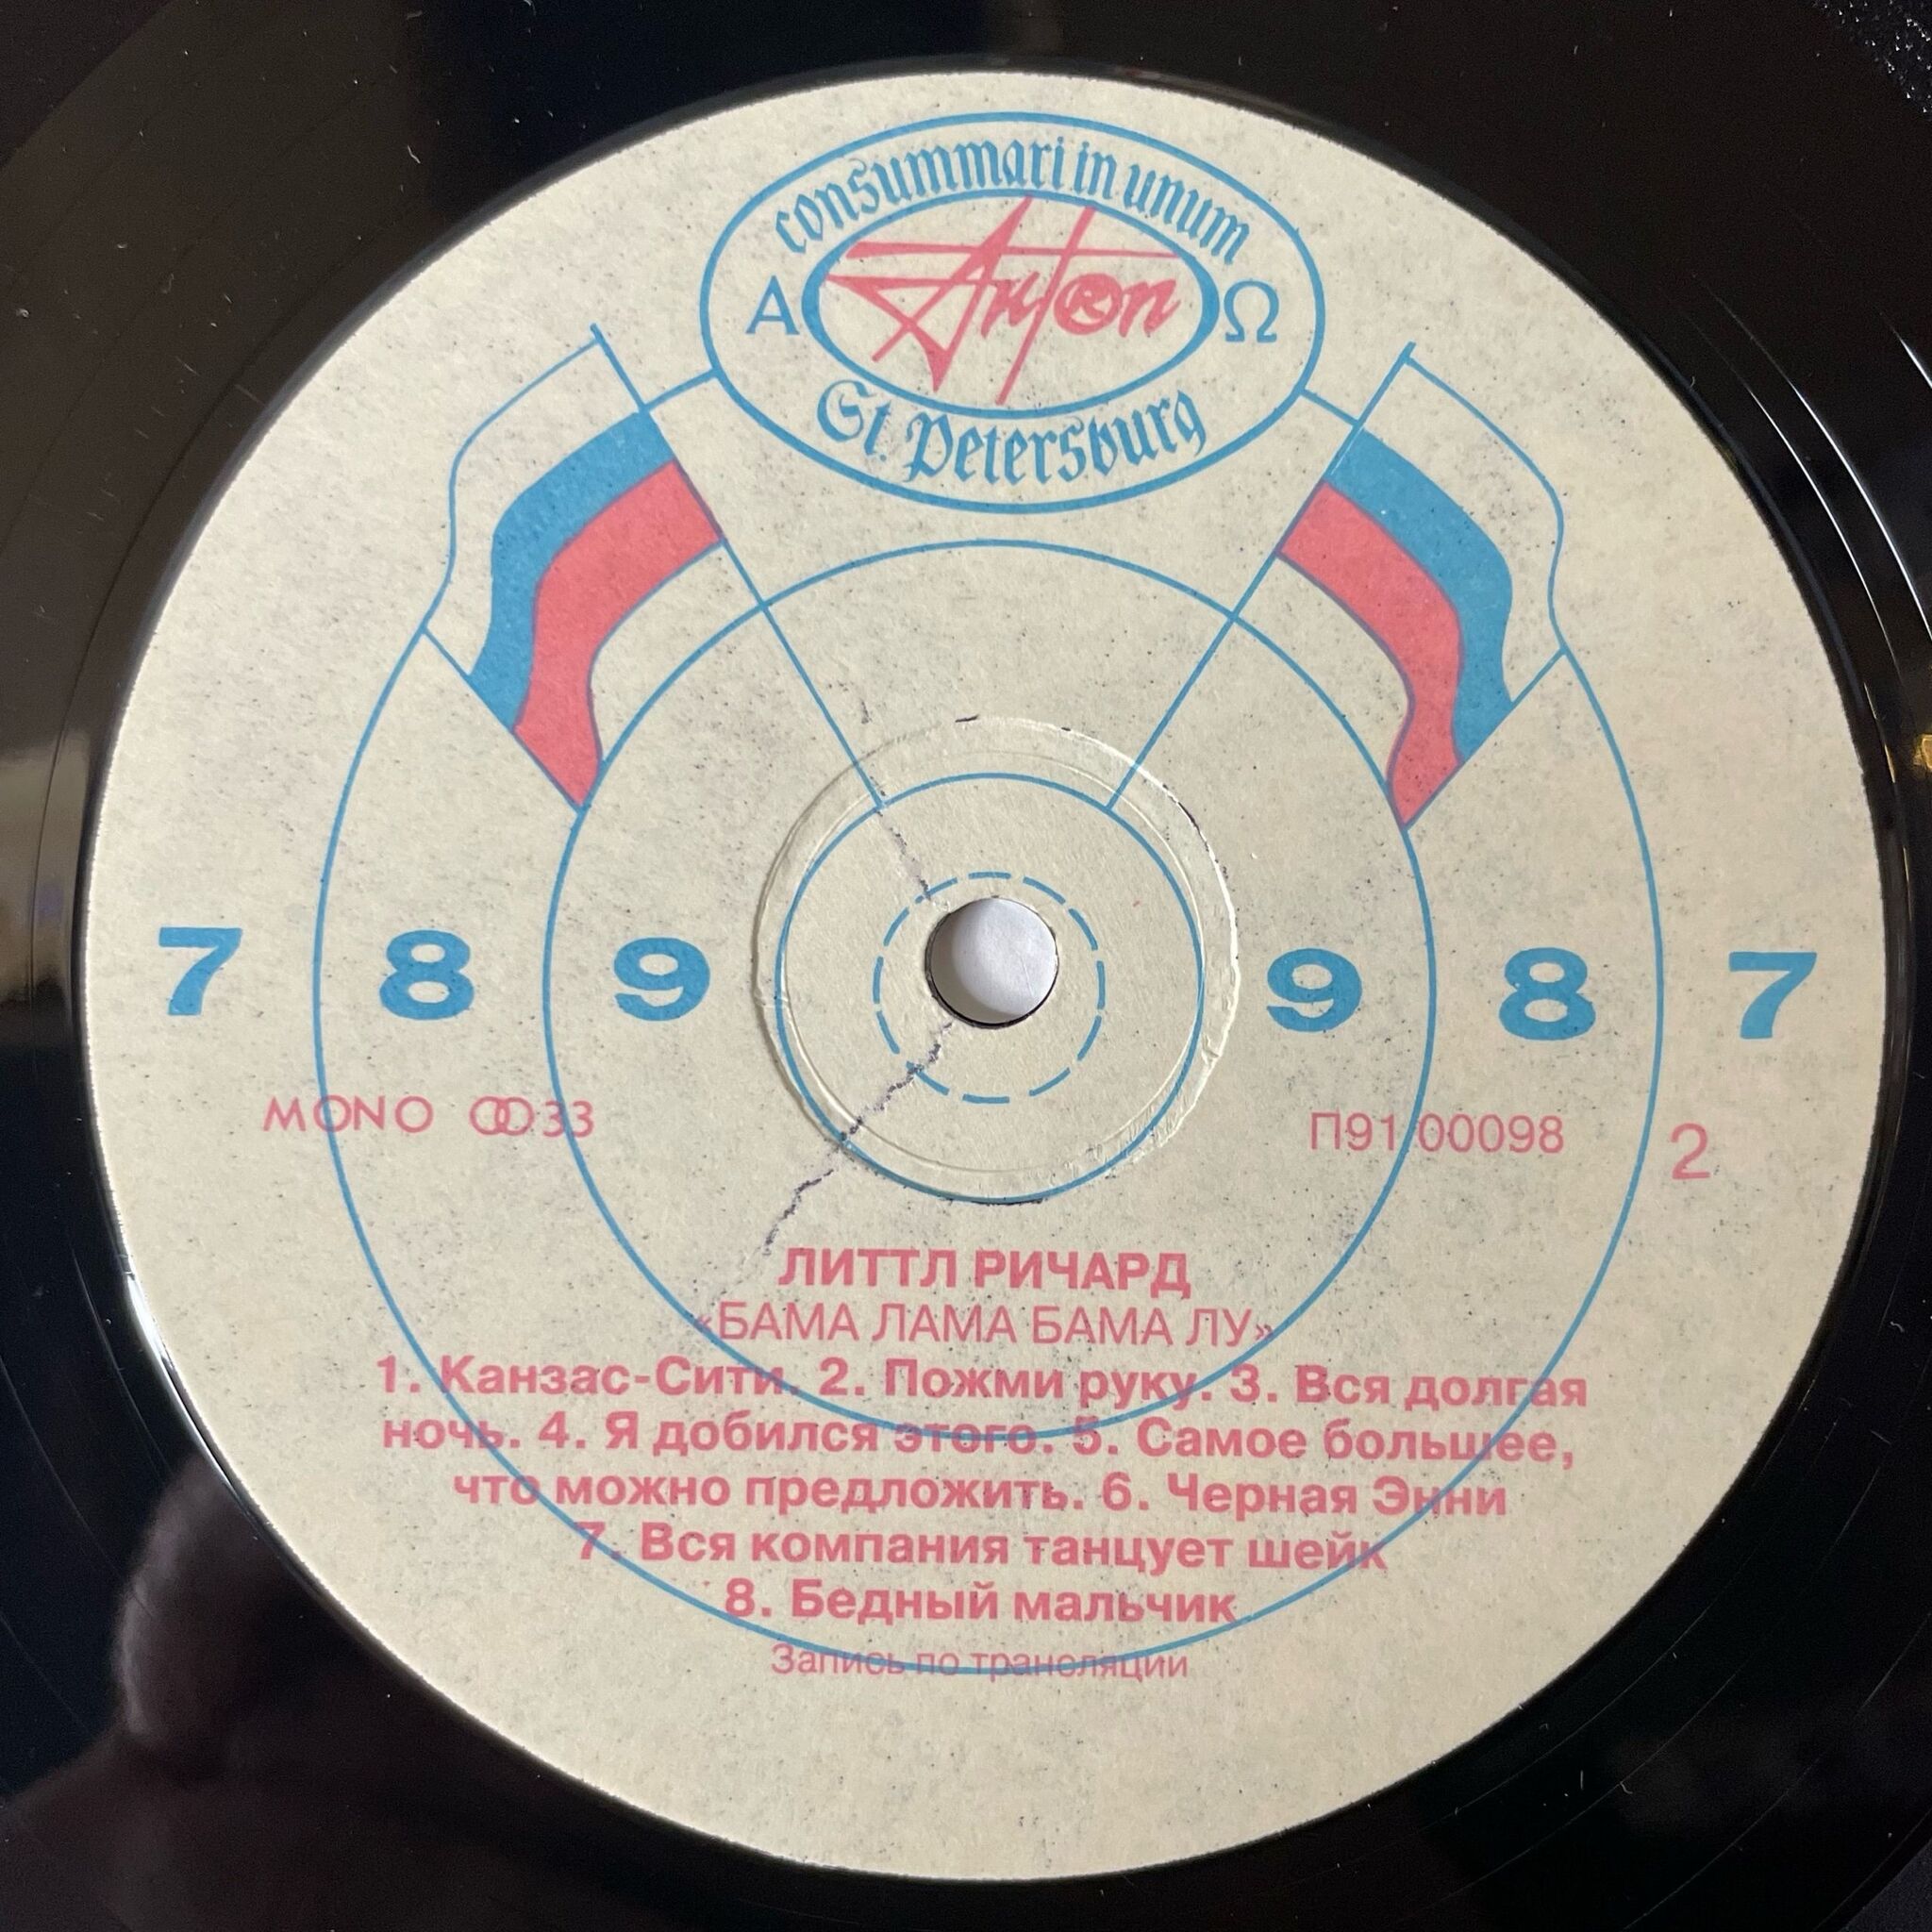 consummari in unum
Α Антон Ω
St. Petersburg
7 8 9 9 8 7
MONO 33 П91 00098 2
ЛИТТЛ РИЧАРД
«БАМА ЛАМА БАМА ЛУ»
1. Канзас-Сити. 2. Пожми руку. 3. Вся долгая
ночь. 4. Я добился этого. 5. Самое большее,
что можно предложить. 6. Черная Энни
7. Вся компания танцует шейк
8. Бедный мальчик
Запись по трансляции